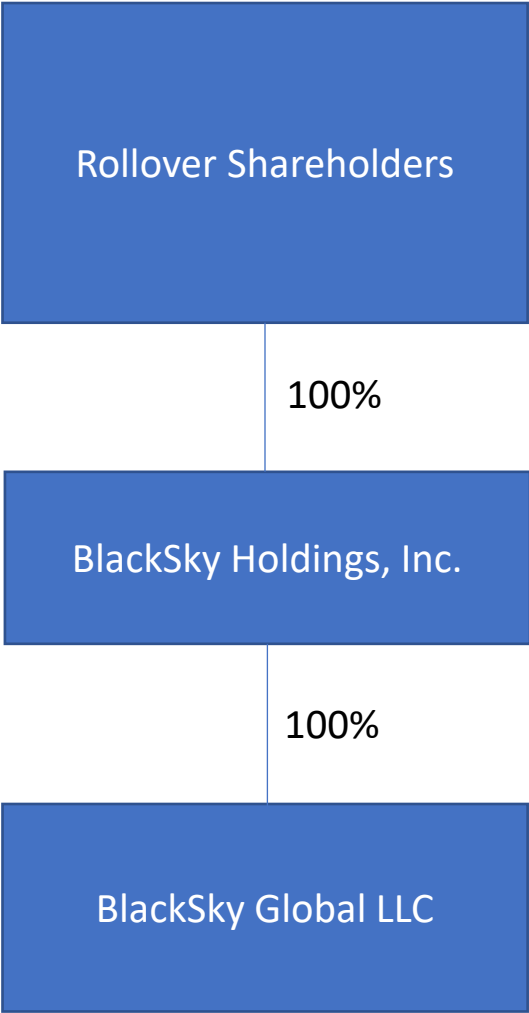 Rollover Shareholders
100%
BlackSky Holdings, Inc.
100%
BlackSky Global LLC